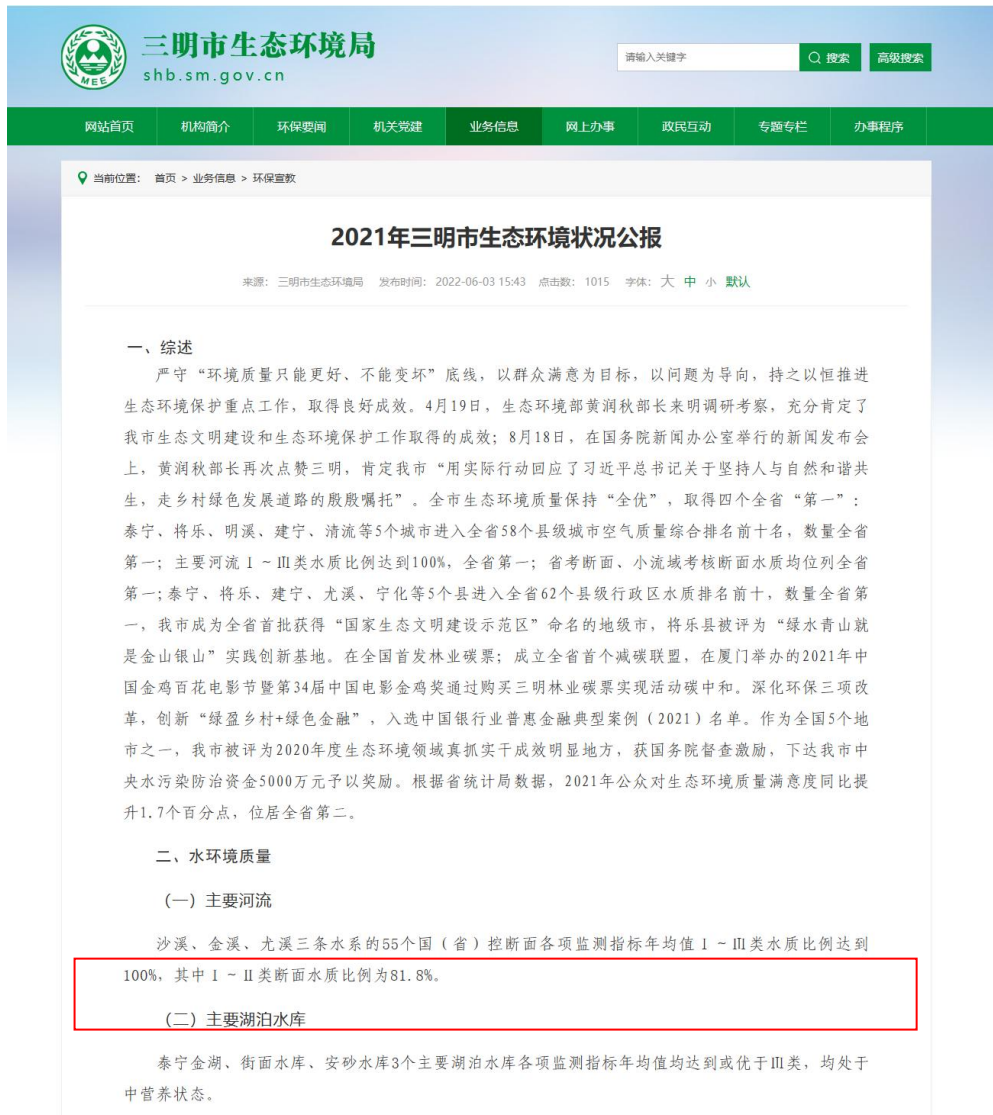 三明市生态环境局
shb.sm.gov.cn
MEE
请输入关键字
搜索
高级搜索
网站首页 机构简介 环保要闻 机关党建 业务信息 网上办事 政民互动 专题专栏 办事程序
当前位置： 首页 > 业务信息 > 环保宣教
2021年三明市生态环境状况公报
来源： 三明市生态环境局 发布时间： 2022-06-03 15:43 点击数： 1015 字体： 大 中 小 默认
一、综述
严守“环境质量只能更好、不能变坏”底线，以群众满意为目标，以问题为导向，持之以恒推进
生态环境保护重点工作，取得良好成效。4月19日，生态环境部黄润秋部长来明调研考察，充分肯定了
我市生态文明建设和生态环境保护工作取得的成效；8月18日，在国务院新闻办公室举行的新闻发布会
上，黄润秋部长再次点赞三明，肯定我市“用实际行动回应了习近平总书记关于坚持人与自然和谐共
生，走乡村绿色发展道路的殷殷嘱托”。全市生态环境质量保持“全优”，取得四个全省“第一”：
泰宁、将乐、明溪、建宁、清流等5个城市进入全省58个县级城市空气质量综合排名前十名，数量全省
第一；主要河流Ⅰ～Ⅲ类水质比例达到100%，全省第一；省考断面、小流域考核断面水质均位列全省
第一；泰宁、将乐、建宁、尤溪、宁化等5个县进入全省62个县级行政区水质排名前十，数量全省第
一，我市成为全省首批获得“国家生态文明建设示范区”命名的地级市，将乐县被评为“绿水青山就
是金山银山”实践创新基地。在全国首发林业碳票；成立全省首个减碳联盟，在厦门举办的2021年中
国金鸡百花电影节暨第34届中国电影金鸡奖通过购买三明林业碳票实现活动碳中和。深化环保三项改
革，创新“绿盈乡村+绿色金融”，入选中国银行业普惠金融典型案例（2021）名单。作为全国5个地
市之一，我市被评为2020年度生态环境领域真抓实干成效明显地方，获国务院督查激励，下达我市中
央水污染防治资金5000万元予以奖励。根据省统计局数据，2021年公众对生态环境质量满意度同比提
升1.7个百分点，位居全省第二。
二、水环境质量
（一）主要河流
沙溪、金溪、尤溪三条水系的55个国（省）控断面各项监测指标年均值Ⅰ～Ⅲ类水质比例达到
100%，其中Ⅰ～Ⅱ类断面水质比例为81.8%。
（二）主要湖泊水库
泰宁金湖、街面水库、安砂水库3个主要湖泊水库各项监测指标年均值均达到或优于Ⅲ类，均处于
中营养状态。